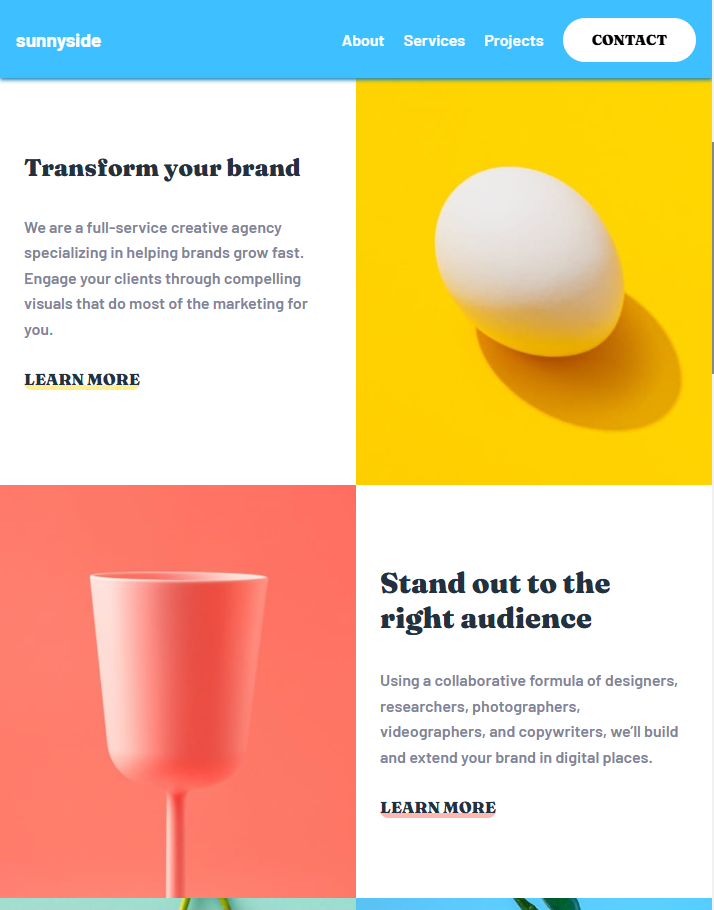 sunnyside
About Services Projects CONTACT
Transform your brand
We are a full-service creative agency
specializing in helping brands grow fast.
Engage your clients through compelling
visuals that do most of the marketing for
you.
LEARN MORE
Stand out to the
right audience
Using a collaborative formula of designers,
researchers, photographers,
videographers, and copywriters, we’ll build
and extend your brand in digital places.
LEARN MORE